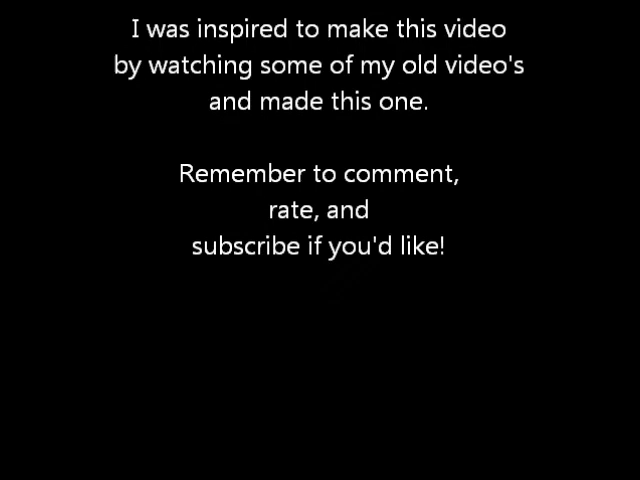 I was inspired to make this video
by watching some of my old video's
and made this one.
Remember to comment,
rate, and
subscribe if you'd like!